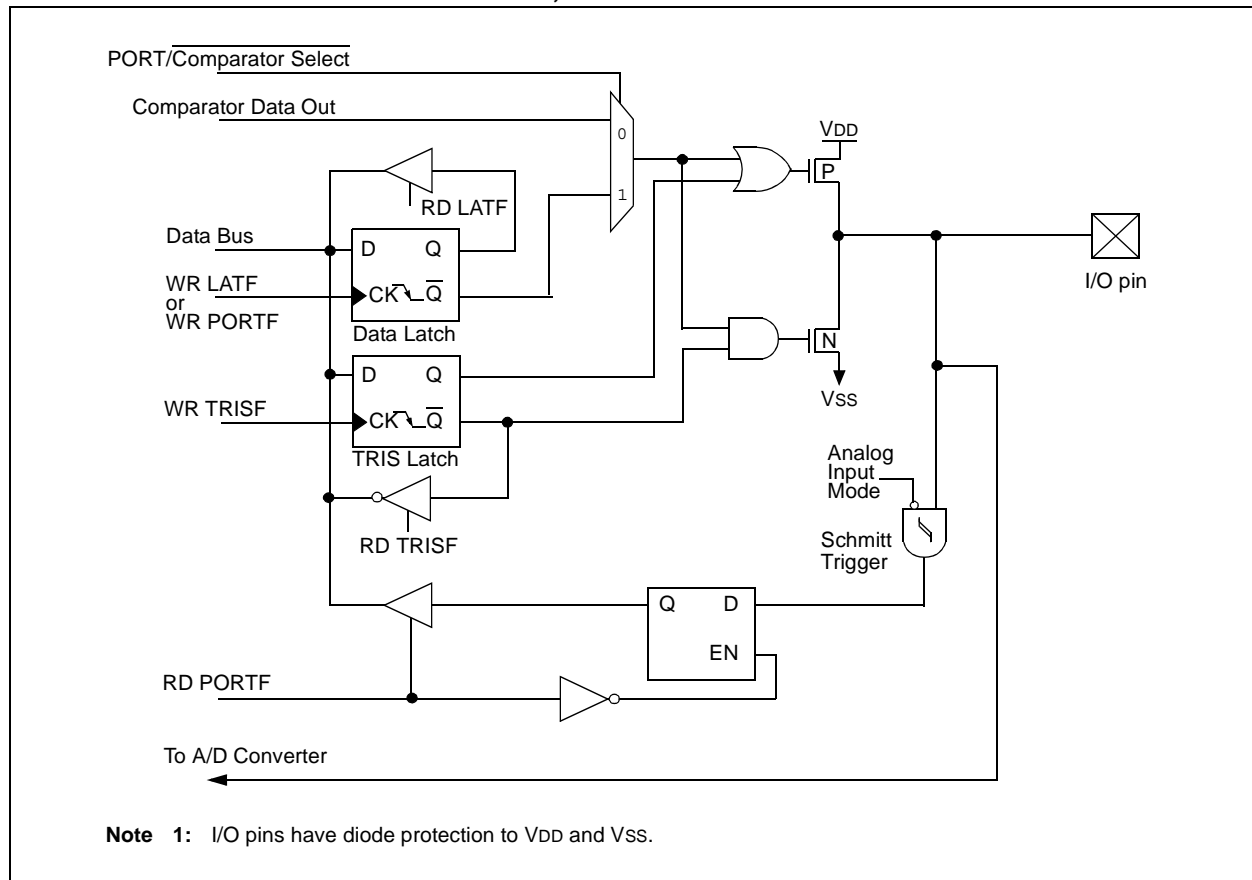 PORT/Comparator Select
Comparator Data Out
0
1
VDD
P
RD LATF
Data Bus
D Q
WR LATF
or
WR PORTF
CK Q
Data Latch
I/O pin
N
VSS
D Q
WR TRISF
CK Q
TRIS Latch
Analog
Input
Mode
RD TRISF
Schmitt
Trigger
Q D
EN
RD PORTF
To A/D Converter
Note 1: I/O pins have diode protection to VDD and VSS.